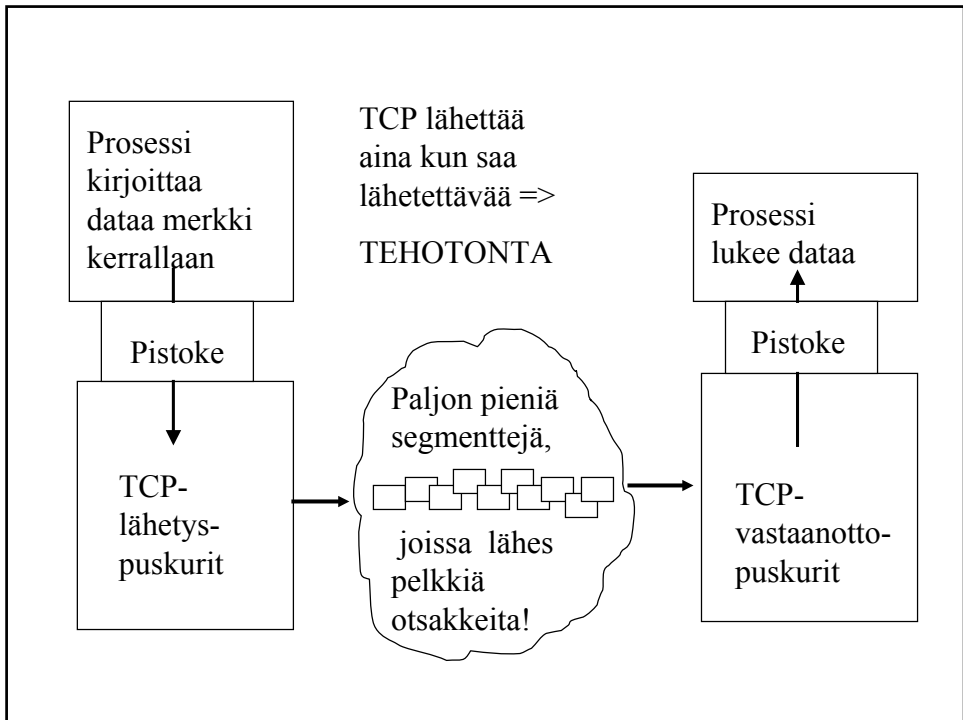 Prosessi
kirjoittaa
dataa merkki
kerrallaan
Pistoke
TCP-
lähetys-
puskurit
TCP lähettää
aina kun saa
lähetettävää =>
TEHOTONTA
Paljon pieniä
segmenttejä,
joissa lähes
pelkkiä
otsakkeita!
Prosessi
lukee dataa
Pistoke
TCP-
vastaanotto-
puskurit